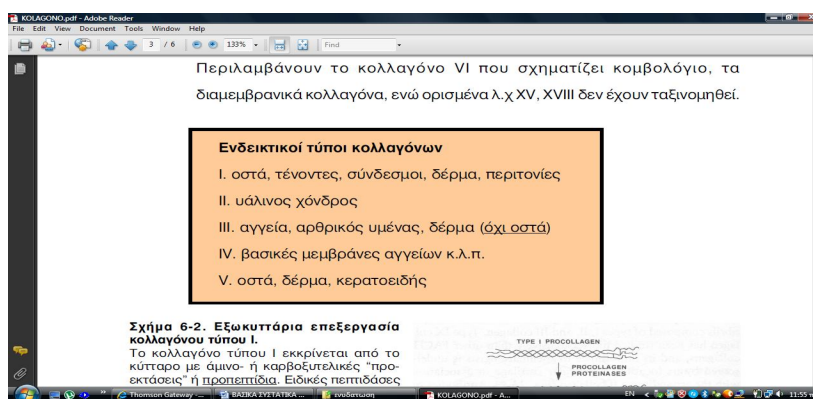 KOLAGONO.pdf - Adobe Reader
File Edit View Document Tools Window Help
3 / 6 133% Find
Περιλαμβάνουν το κολλαγόνο VI που σχηματίζει κομβολόγιο, τα
διαμεμβρανικά κολλαγόνα, ενώ ορισμένα λ.χ XV, XVIII δεν έχουν ταξινομηθεί.
Ενδεικτικοί τύποι κολλαγόνων
I. οστά, τένοντες, σύνδεσμοι, δέρμα, περιτονίες
II. υάλινος χόνδρος
III. αγγεία, αρθρικός υμένας, δέρμα (όχι οστά)
IV. βασικές μεμβράνες αγγείων κ.λ.π.
V. οστά, δέρμα, κερατοειδής
Σχήμα 6-2. Εξωκυττάρια επεξεργασία
κολλαγόνου τύπου Ι.
Το κολλαγόνο τύπου Ι εκκρίνεται από το
κύτταρο με άμινο- ή καρβοξυτελικές "προ-
εκτάσεις" ή προπεπτίδια. Ειδικές πεπτιδάσες
TYPE I PROCOLLAGEN
PROCOLLAGEN
PROTEINASES
Thomson Gateway -... ΒΑΣΙΚΑ ΣΥΣΤΑΤΙΚΑ ... ενυδατωση KOLAGONO.pdf - A... EN 11:55